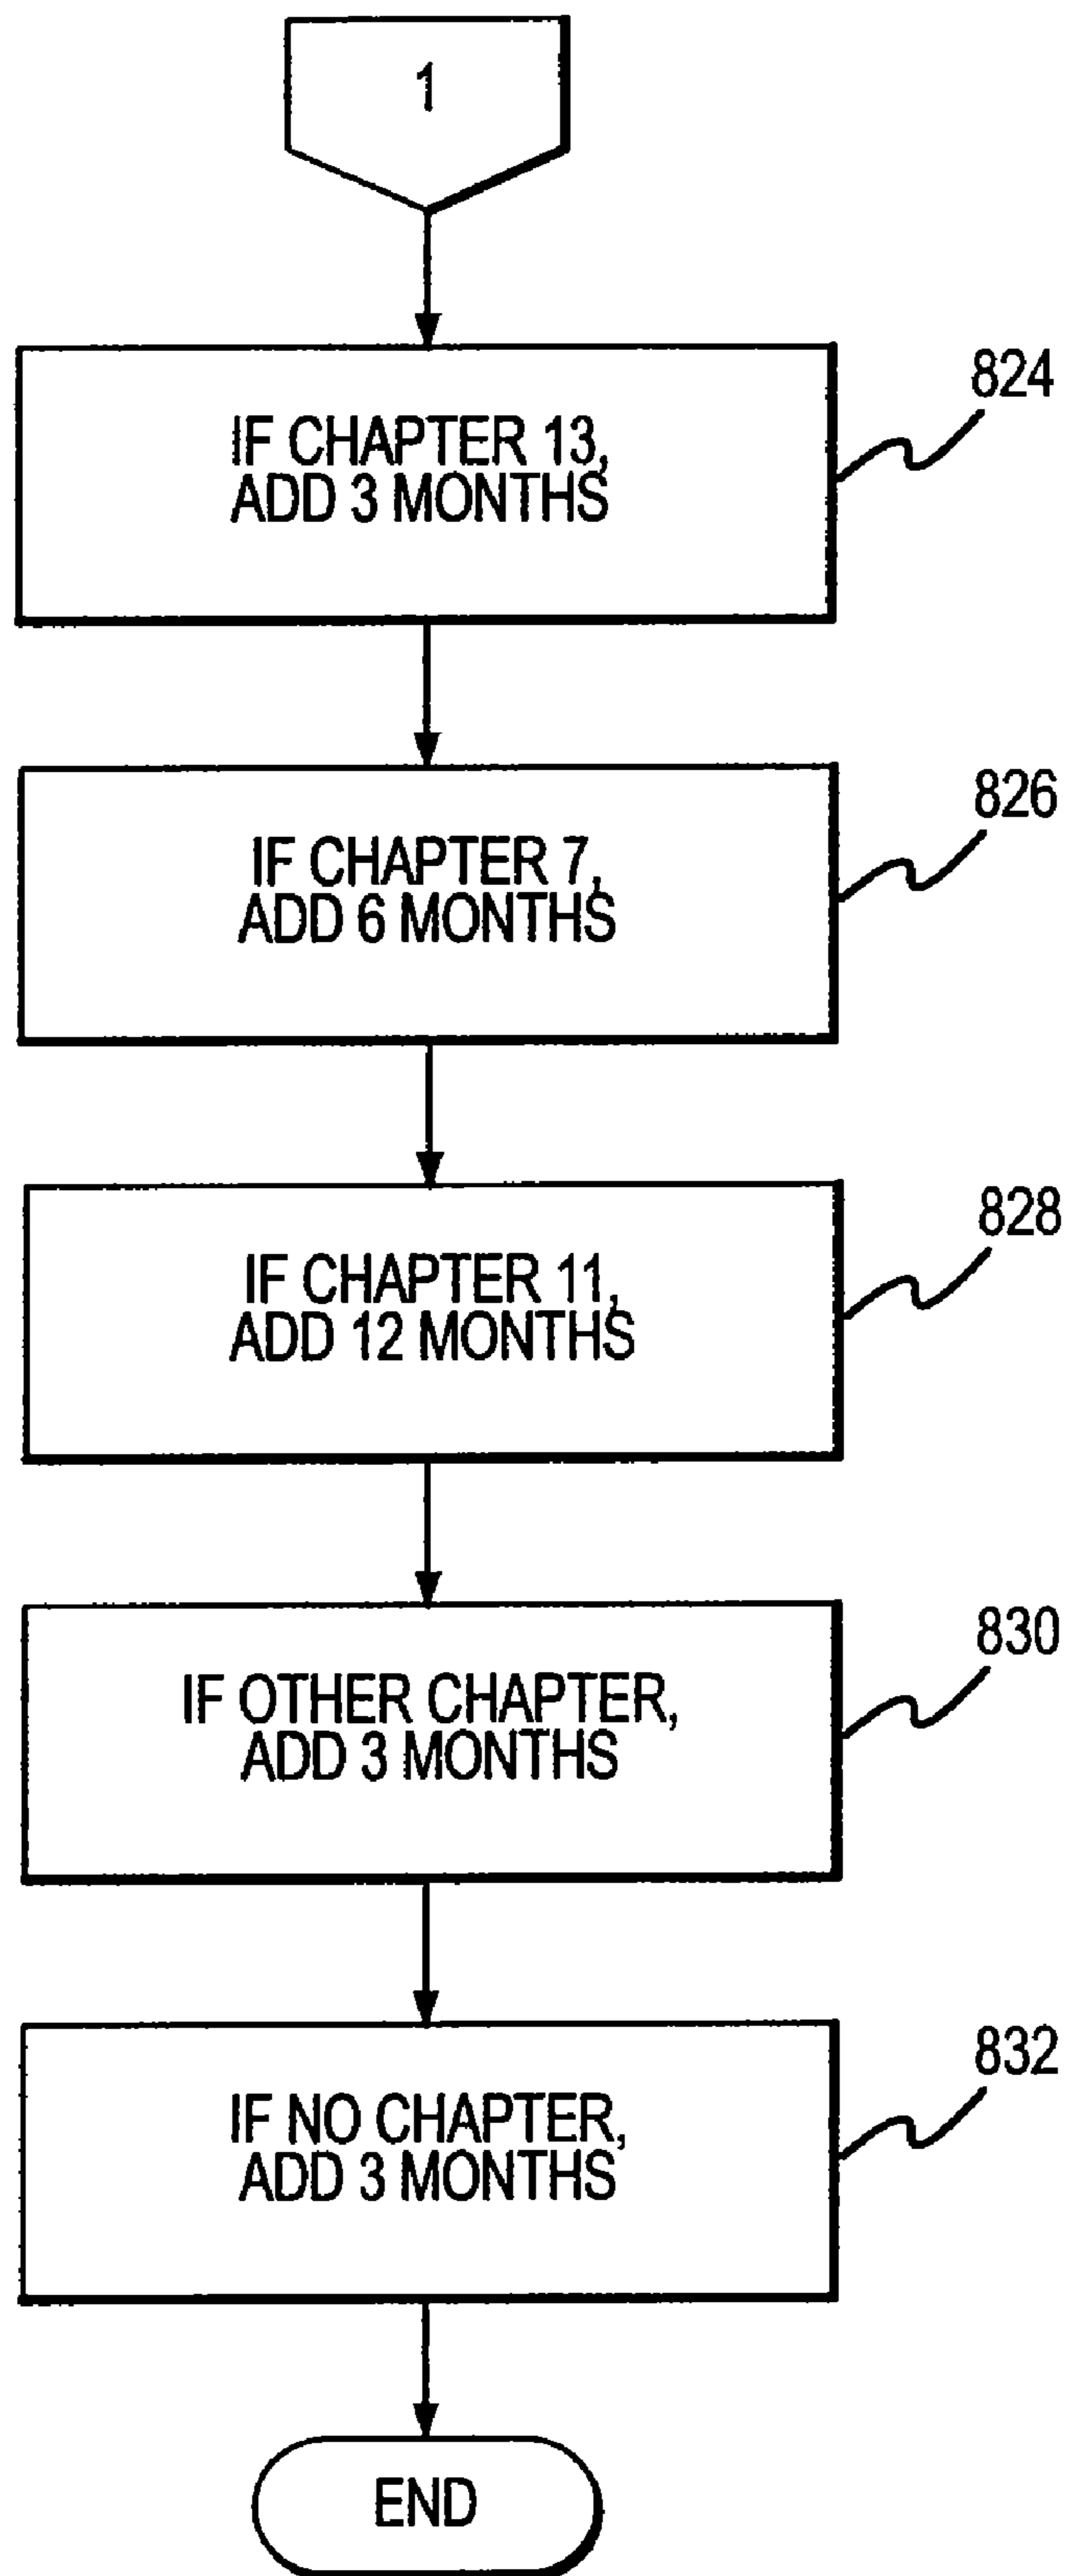 1
IF CHAPTER 13,
ADD 3 MONTHS
824
IF CHAPTER 7,
ADD 6 MONTHS
826
IF CHAPTER 11,
ADD 12 MONTHS
828
IF OTHER CHAPTER,
ADD 3 MONTHS
830
IF NO CHAPTER,
ADD 3 MONTHS
832
END